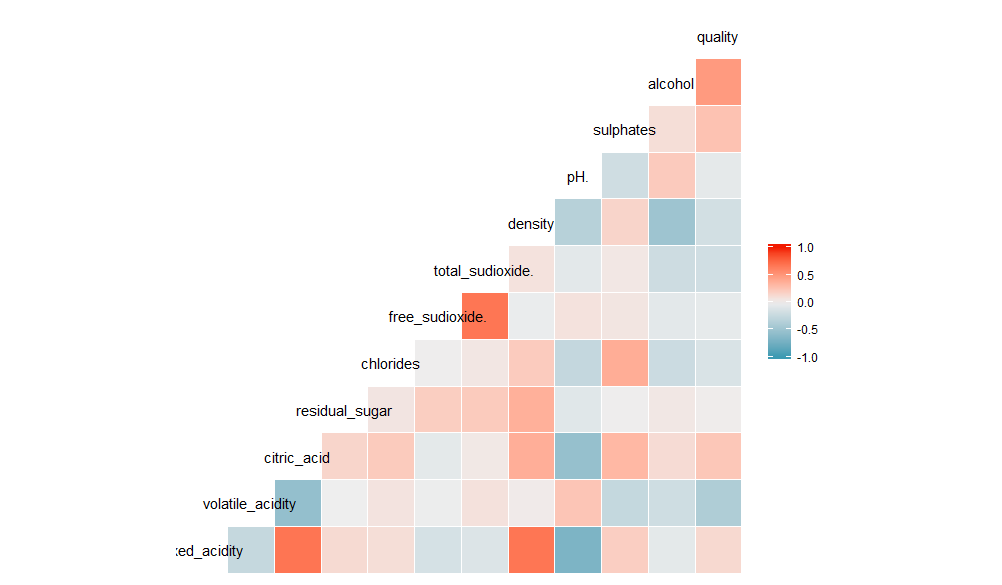 quality
alcohol
sulphates
pH.
density
total_sudioxide.
free_sudioxide.
chlorides
residual_sugar
citric_acid
volatile_acidity
xed_acidity
1.0
0.5
0.0
-0.5
-1.0